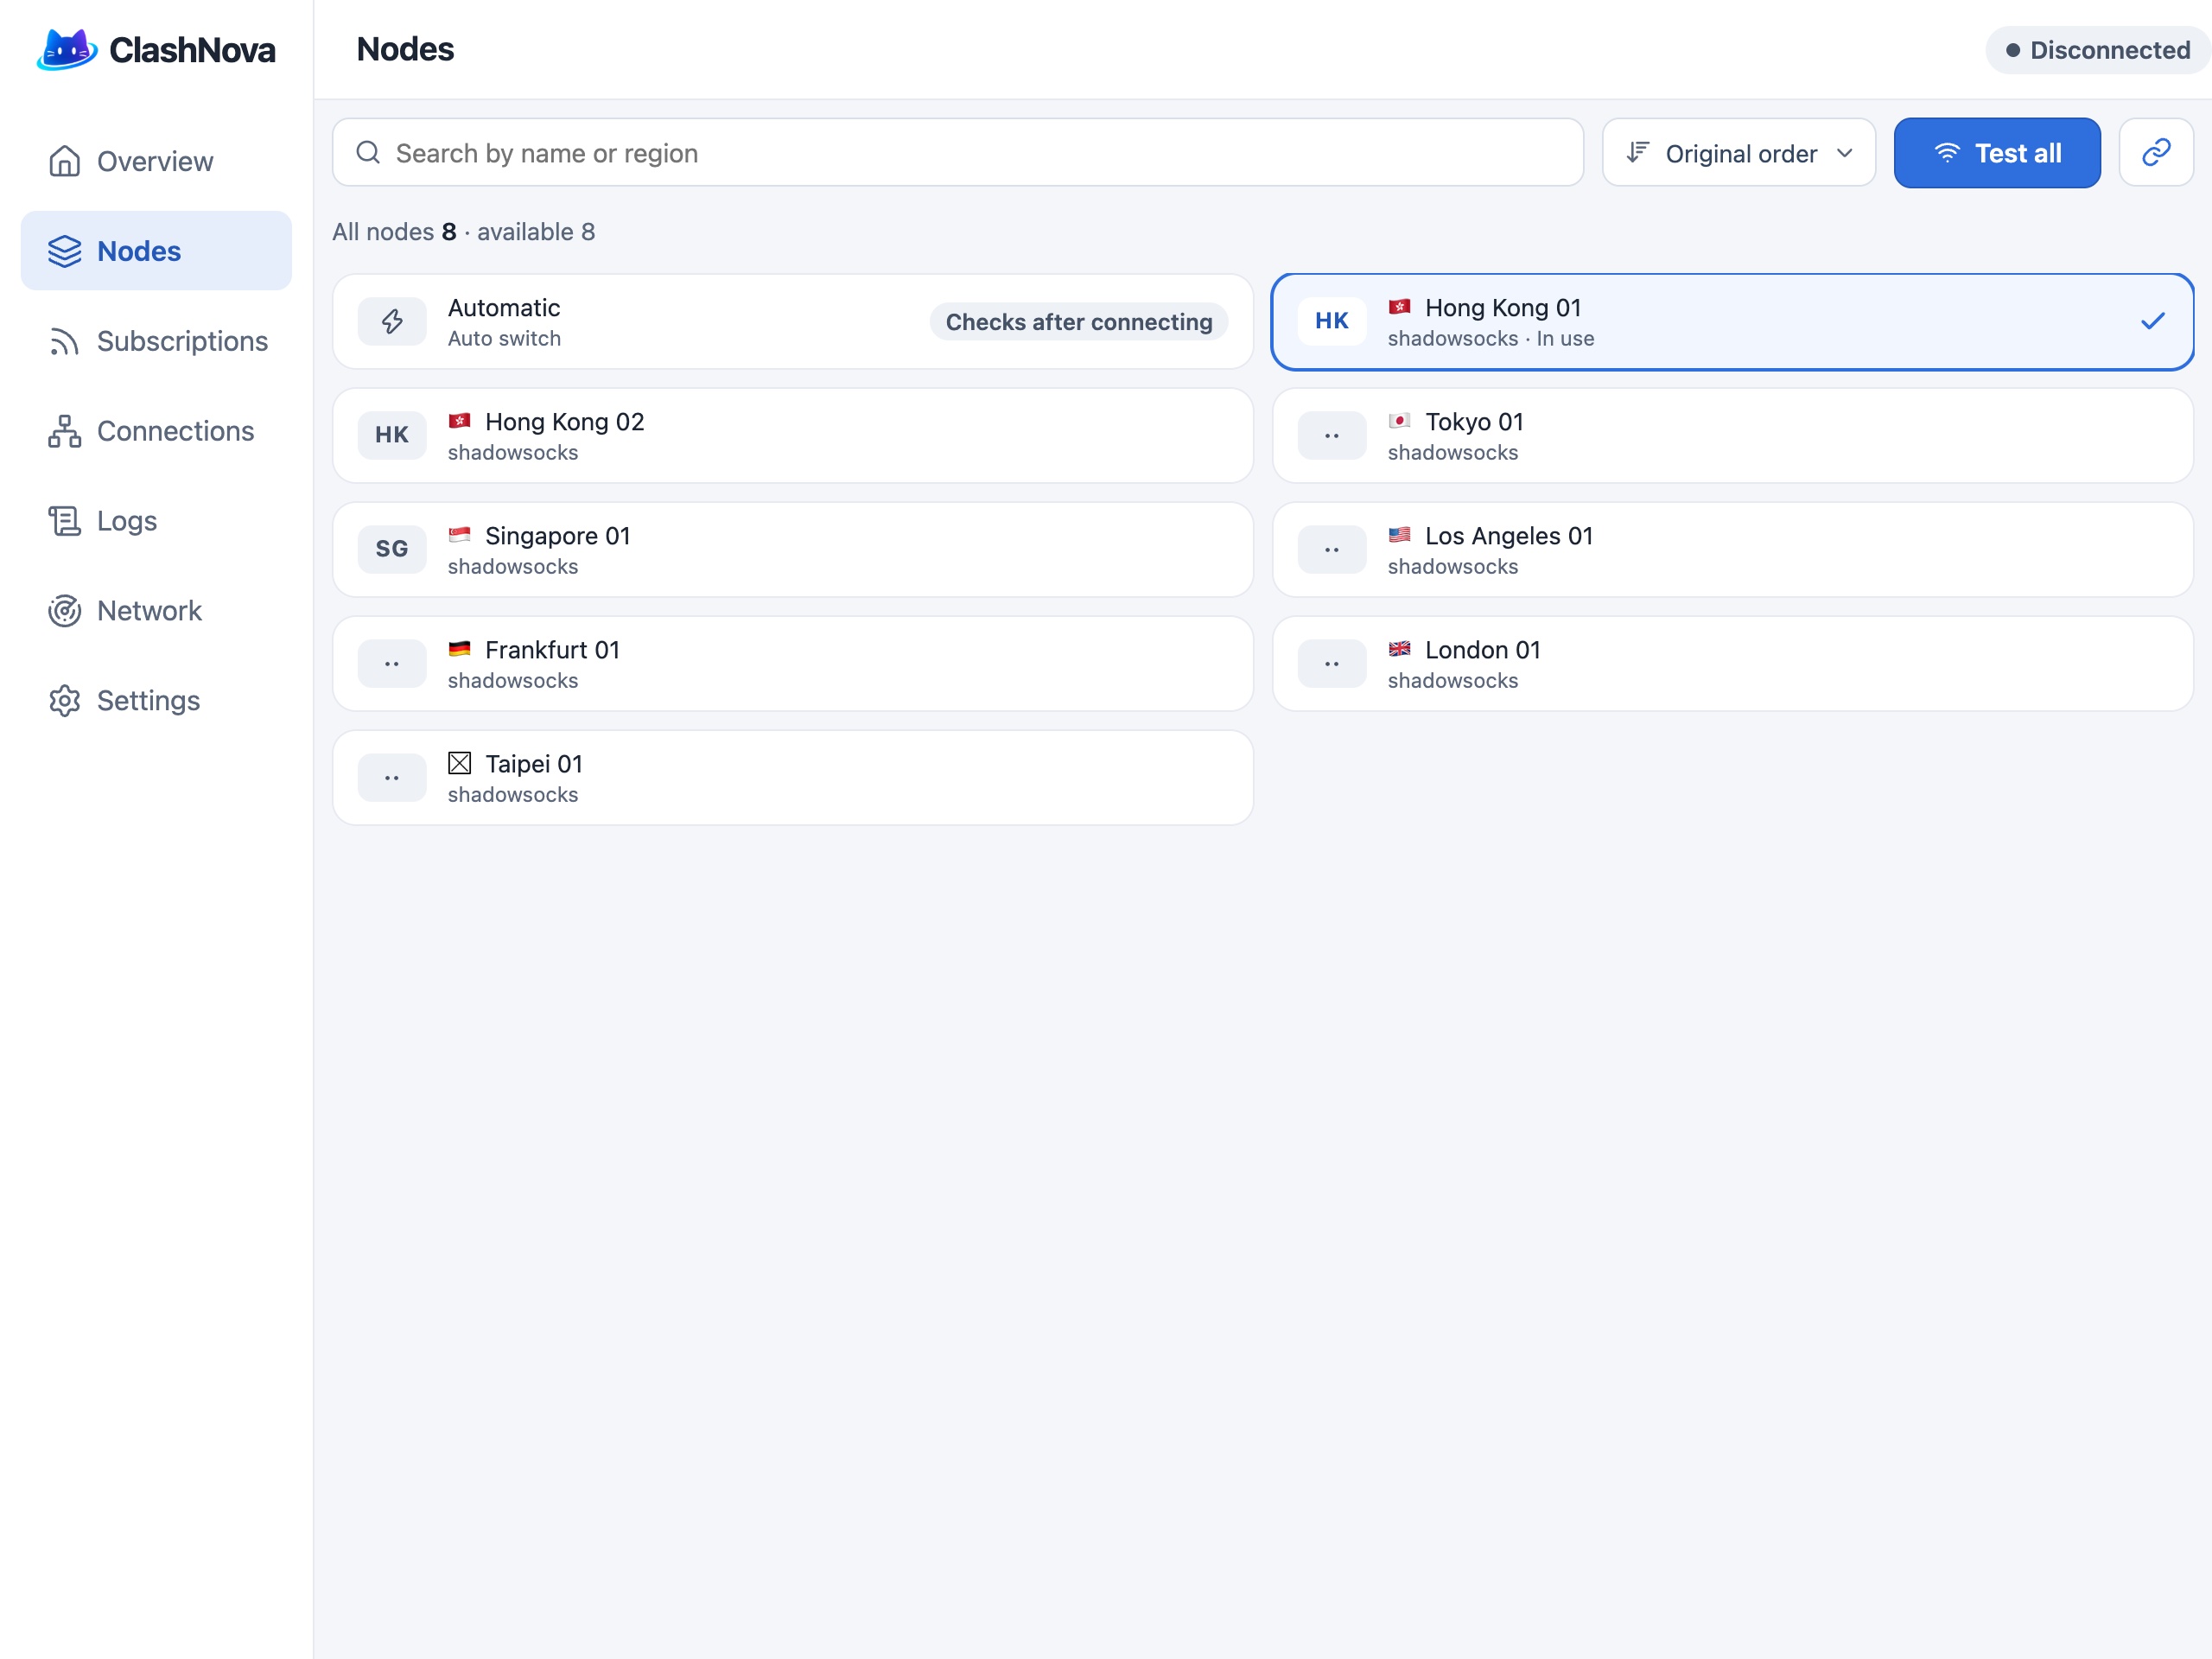 ClashNova
Nodes
Disconnected
Overview
Nodes
Subscriptions
Connections
Logs
Network
Settings
Search by name or region
Original order
Test all
All nodes 8 · available 8
Automatic
Auto switch
Checks after connecting
HK
🇭🇰 Hong Kong 01
shadowsocks · In use
HK
🇭🇰 Hong Kong 02
shadowsocks
··
🇯🇵 Tokyo 01
shadowsocks
SG
🇸🇬 Singapore 01
shadowsocks
··
🇺🇸 Los Angeles 01
shadowsocks
··
🇩🇪 Frankfurt 01
shadowsocks
··
🇬🇧 London 01
shadowsocks
··
Taipei 01
shadowsocks